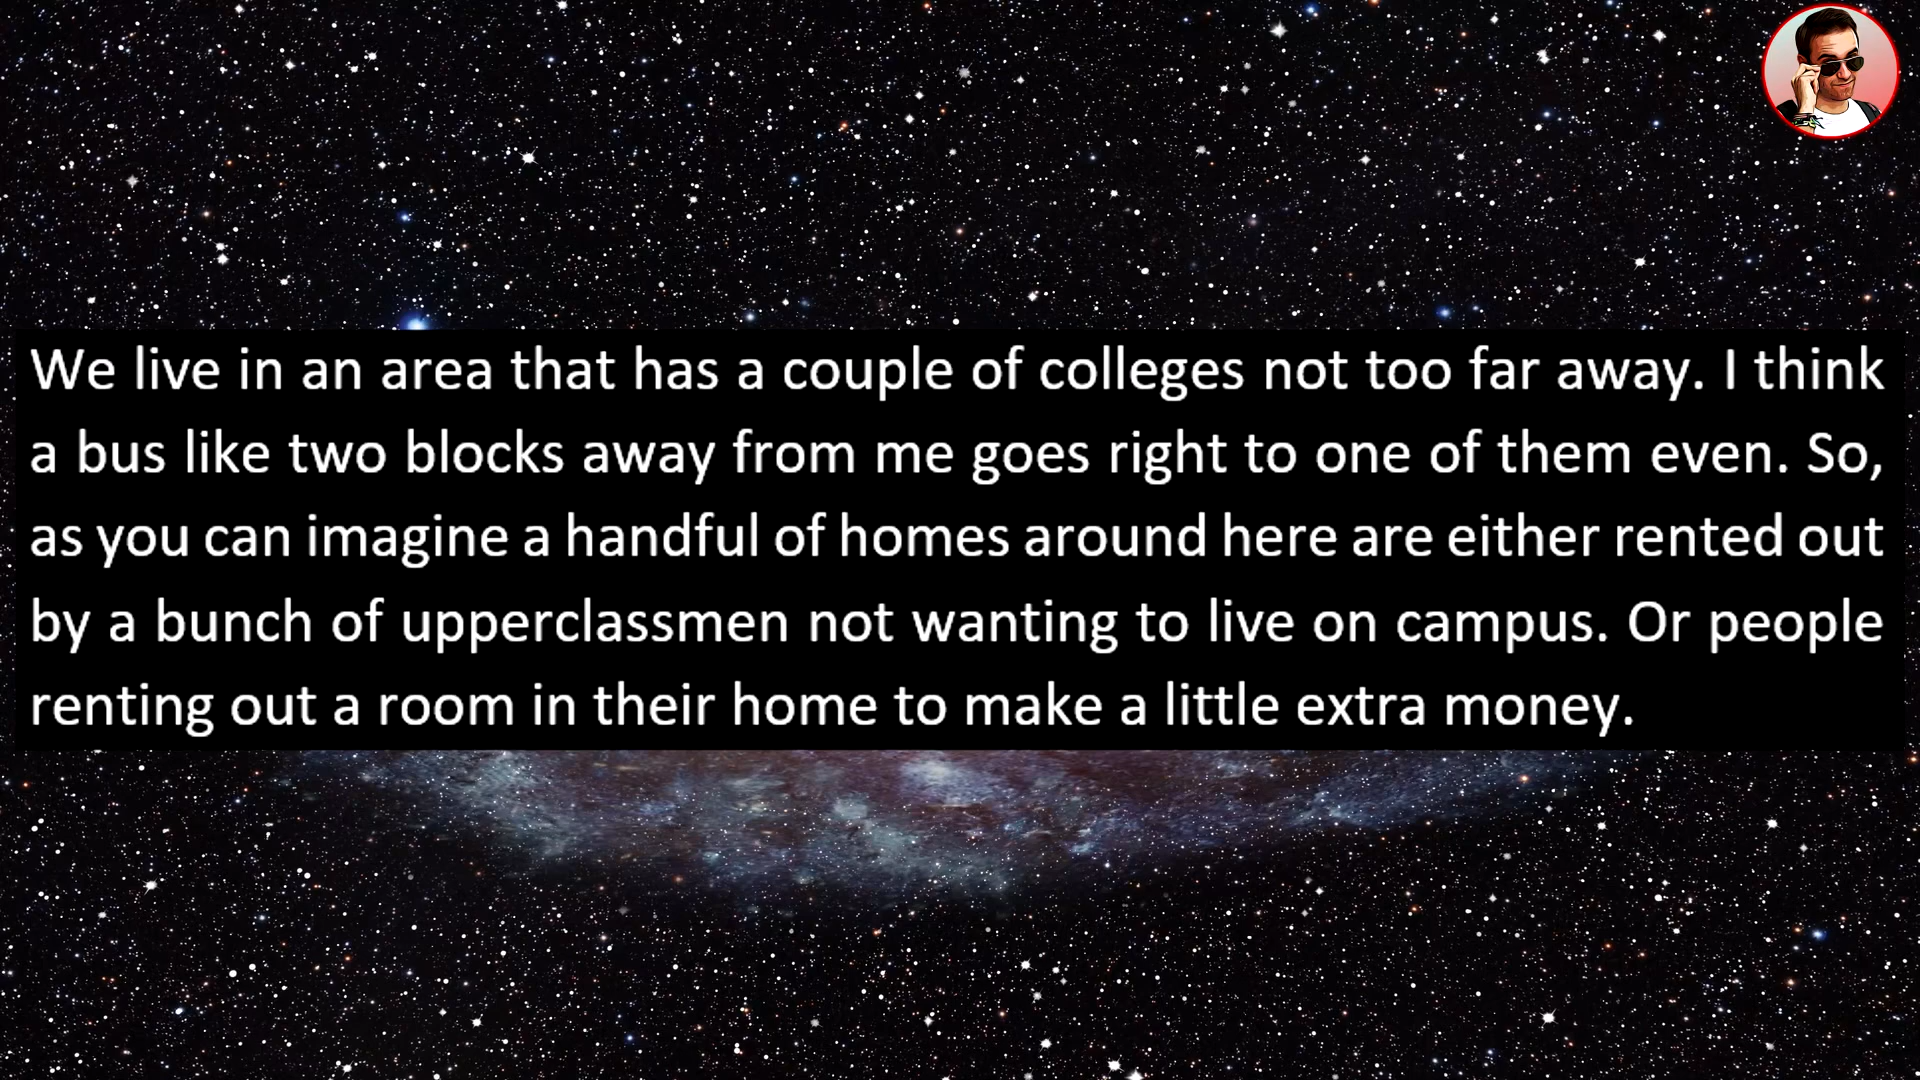 We live in an area that has a couple of colleges not too far away. I think
a bus like two blocks away from me goes right to one of them even. So,
as you can imagine a handful of homes around here are either rented out
by a bunch of upperclassmen not wanting to live on campus. Or people
renting out a room in their home to make a little extra money.